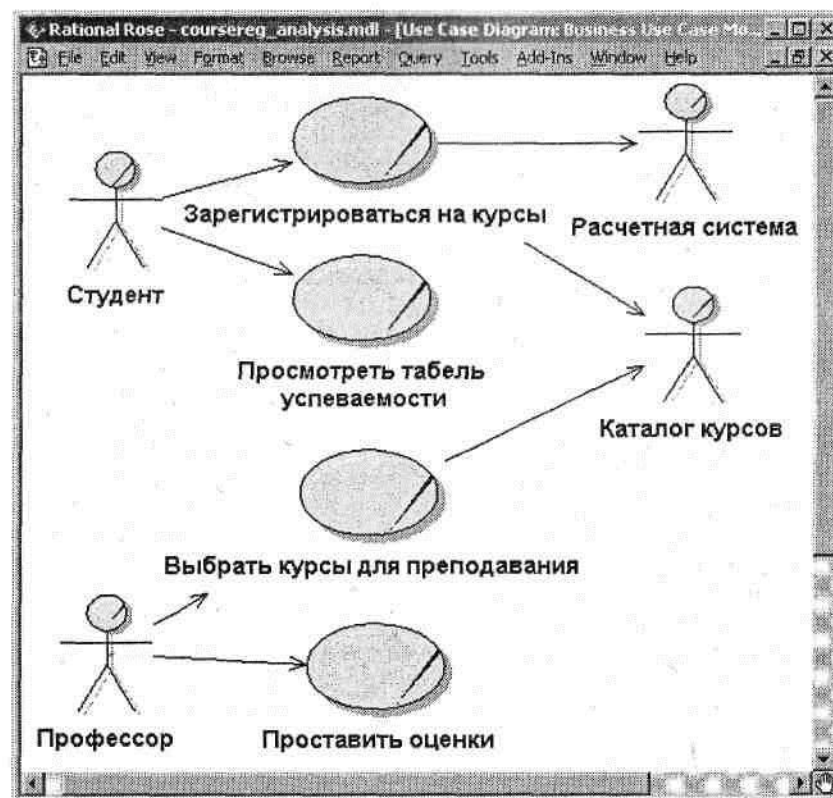 Rational Rose - coursereg_analysis.mdl - [Use Case Diagram: Business Use Case Mo...
File Edit View Format Browse Report Query Tools Add-Ins Window Help
Зарегистрироваться на курсы
Расчетная система
Студент
Просмотреть табель
успеваемости
Каталог курсов
Выбрать курсы для преподавания
Профессор
Проставить оценки